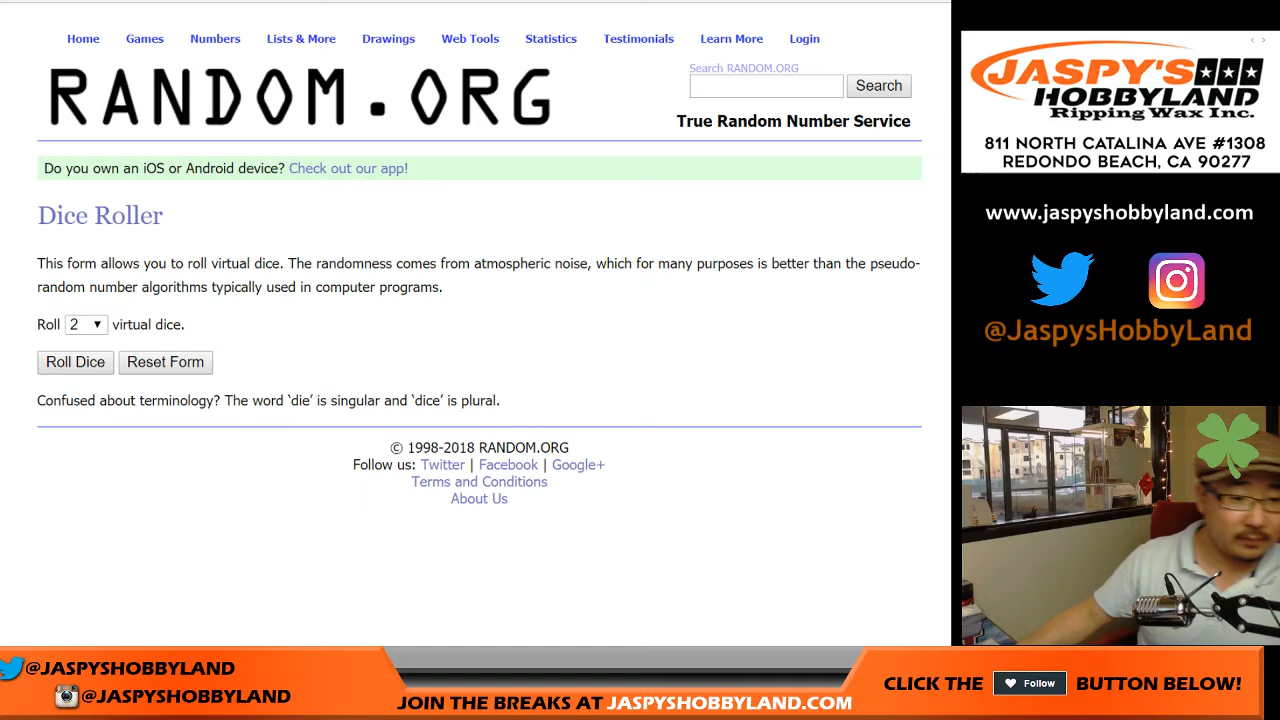 Home Games Numbers Lists & More Drawings Web Tools Statistics Testimonials Learn More Login
RANDOM.ORG
Search RANDOM.ORG
Search
True Random Number Service
Do you own an iOS or Android device? Check out our app!
Dice Roller
This form allows you to roll virtual dice. The randomness comes from atmospheric noise, which for many purposes is better than the pseudo-
random number algorithms typically used in computer programs.
Roll 2 virtual dice.
Roll Dice Reset Form
Confused about terminology? The word ‘die’ is singular and ‘dice’ is plural.
© 1998-2018 RANDOM.ORG
Follow us: Twitter | Facebook | Google+
Terms and Conditions
About Us
JASPY'S
HOBBYLAND
Ripping Wax Inc.
811 NORTH CATALINA AVE #1308
REDONDO BEACH, CA 90277
www.jaspyshobbyland.com
@JaspysHobbyLand
@JASPYSHOBBYLAND
@JASPYSHOBBYLAND
JOIN THE BREAKS AT JASPYSHOBBYLAND.COM
CLICK THE Follow BUTTON BELOW!